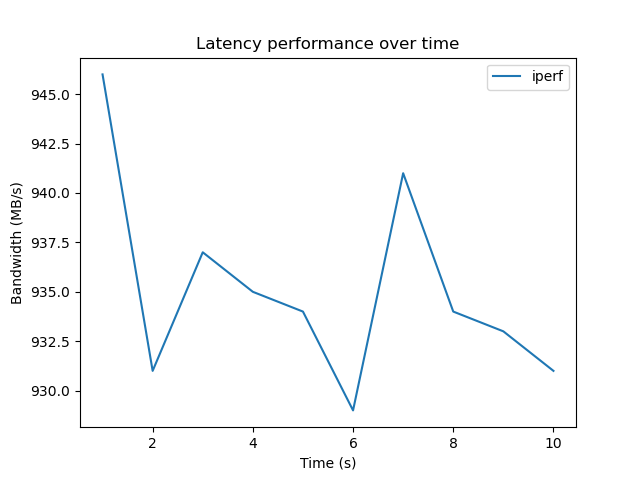 Latency performance over time
iperf
945.0
942.5
940.0
937.5
935.0
932.5
930.0
Bandwidth (MB/s)
2 4 6 8 10
Time (s)